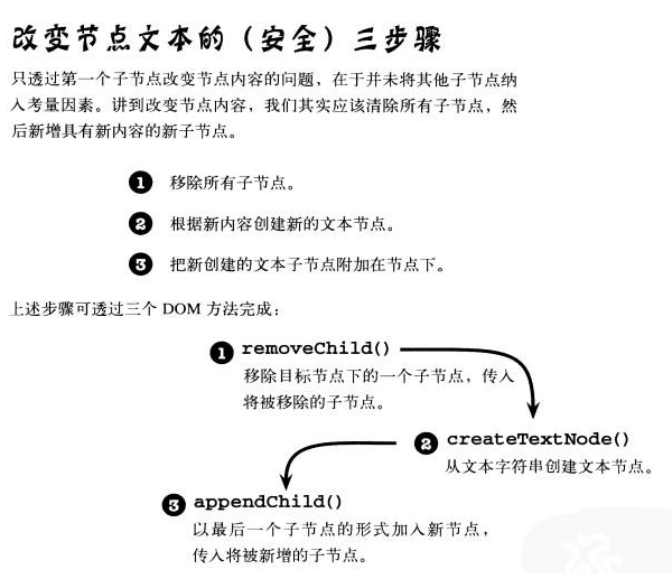 改变节点文本的（安全）三步骤
只透过第一个子节点改变节点内容的问题，在于并未将其他子节点纳
入考量因素。讲到改变节点内容，我们其实应该清除所有子节点，然
后新增具有新内容的新子节点。
1 移除所有子节点。
2 根据新内容创建新的文本节点。
3 把新创建的文本子节点附加在节点下。
上述步骤可透过三个 DOM 方法完成：
1 removeChild()
移除目标节点下的一个子节点，传入
将被移除的子节点。
2 createTextNode()
从文本字符串创建文本节点。
3 appendChild()
以最后一个子节点的形式加入新节点，
传入将被新增的子节点。